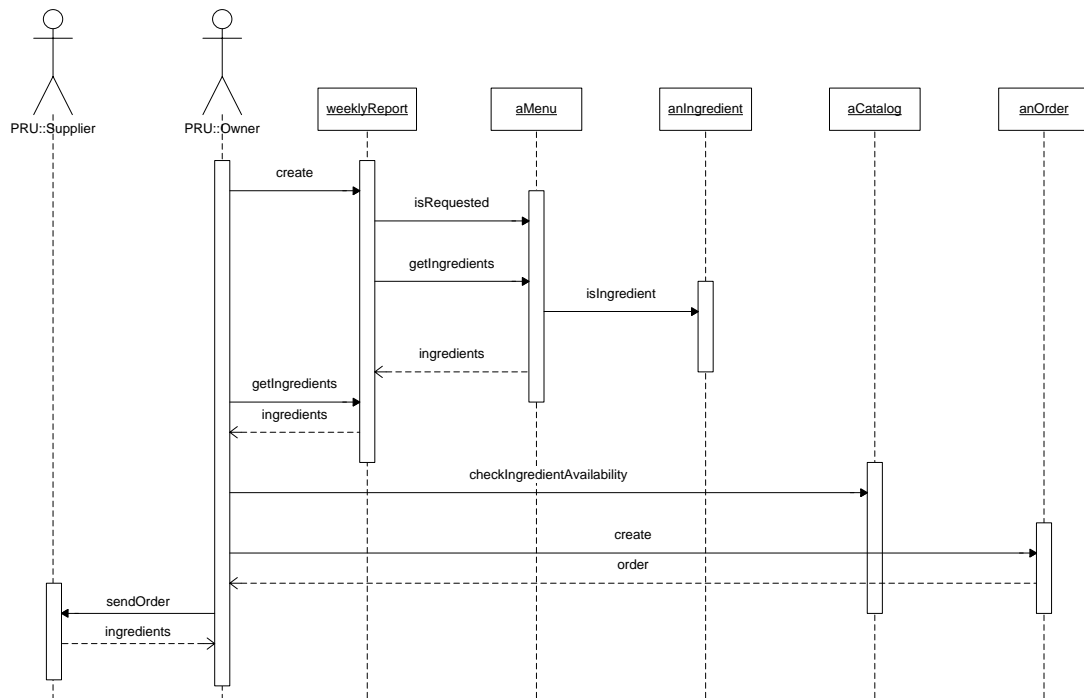 PRU::Supplier
PRU::Owner
weeklyReport
aMenu
anIngredient
aCatalog
anOrder
create
isRequested
getIngredients
isIngredient
ingredients
getIngredients
ingredients
checkIngredientAvailability
create
order
sendOrder
ingredients